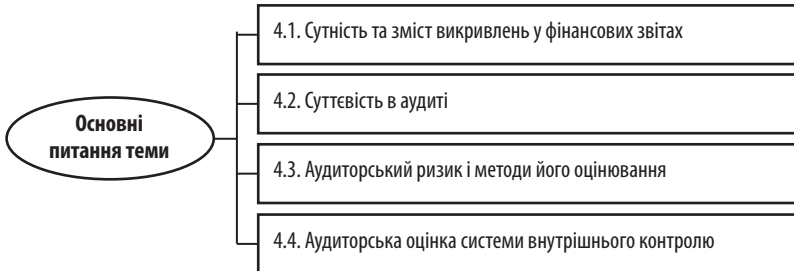 Основні
питання теми
4.1. Сутність та зміст викривлень у фінансових звітах
4.2. Суттєвість в аудиті
4.3. Аудиторський ризик і методи його оцінювання
4.4. Аудиторська оцінка системи внутрішнього контролю